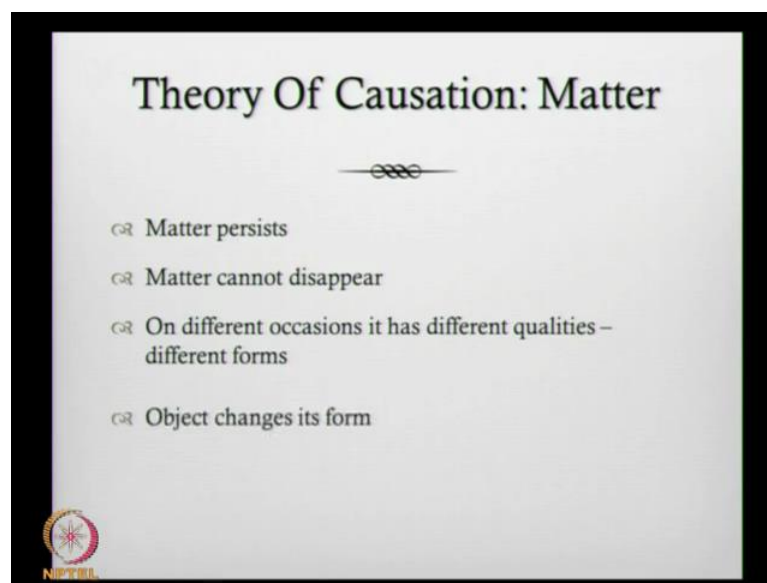 Theory Of Causation: Matter
Matter persists
Matter cannot disappear
On different occasions it has different qualities –
different forms
Object changes its form
NPTEL